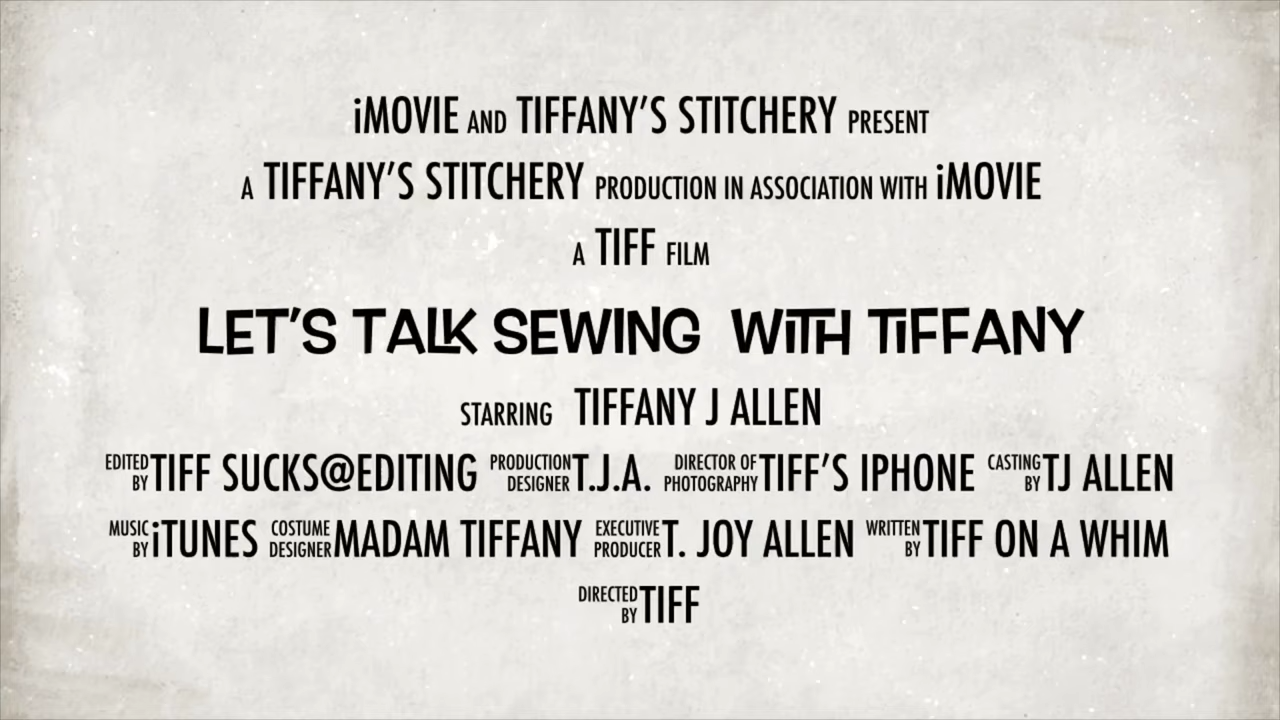 iMOVIE AND TIFFANY'S STITCHERY PRESENT
A TIFFANY'S STITCHERY PRODUCTION IN ASSOCIATION WITH iMOVIE
A TIFF FILM
LET'S TALK SEWING WITH TIFFANY
STARRING TIFFANY J ALLEN
EDITED BY TIFF SUCKS@EDITING PRODUCTION DESIGNER T.J.A. DIRECTOR OF PHOTOGRAPHY TIFF'S IPHONE CASTING BY TJ ALLEN
MUSIC BY iTUNES COSTUME DESIGNER MADAM TIFFANY EXECUTIVE PRODUCER T. JOY ALLEN WRITTEN BY TIFF ON A WHIM
DIRECTED BY TIFF